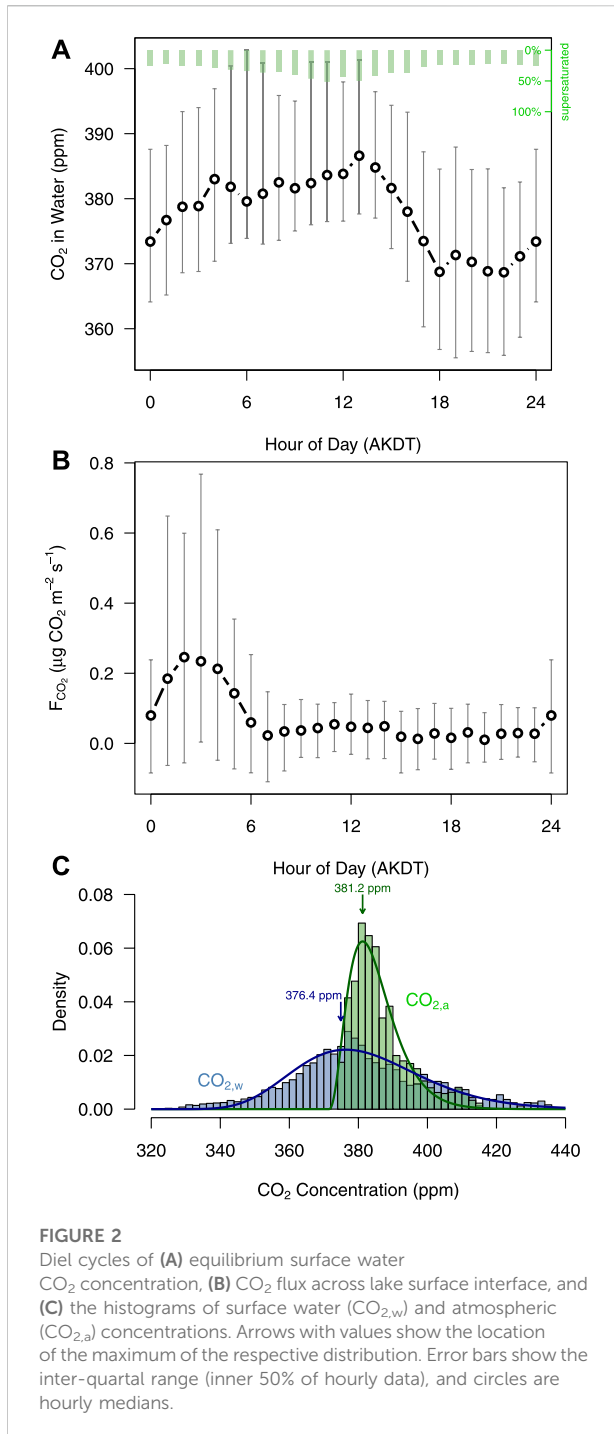 A
400
390
380
370
360
CO₂ in Water (ppm)
0%
50%
100%
supersaturated
0 6 12 18 24
Hour of Day (AKDT)
B
0.8
0.6
0.4
0.2
0.0
F_CO₂ (µg CO₂ m⁻² s⁻¹)
0 6 12 18 24
Hour of Day (AKDT)
C
381.2 ppm
0.08
0.06
0.04
0.02
0.00
Density
376.4 ppm
CO₂,ₐ
CO₂,w
320 340 360 380 400 420 440
CO₂ Concentration (ppm)
FIGURE 2
Diel cycles of (A) equilibrium surface water
CO₂ concentration, (B) CO₂ flux across lake surface interface, and
(C) the histograms of surface water (CO₂,w) and atmospheric
(CO₂,ₐ) concentrations. Arrows with values show the location
of the maximum of the respective distribution. Error bars show the
inter-quartal range (inner 50% of hourly data), and circles are
hourly medians.